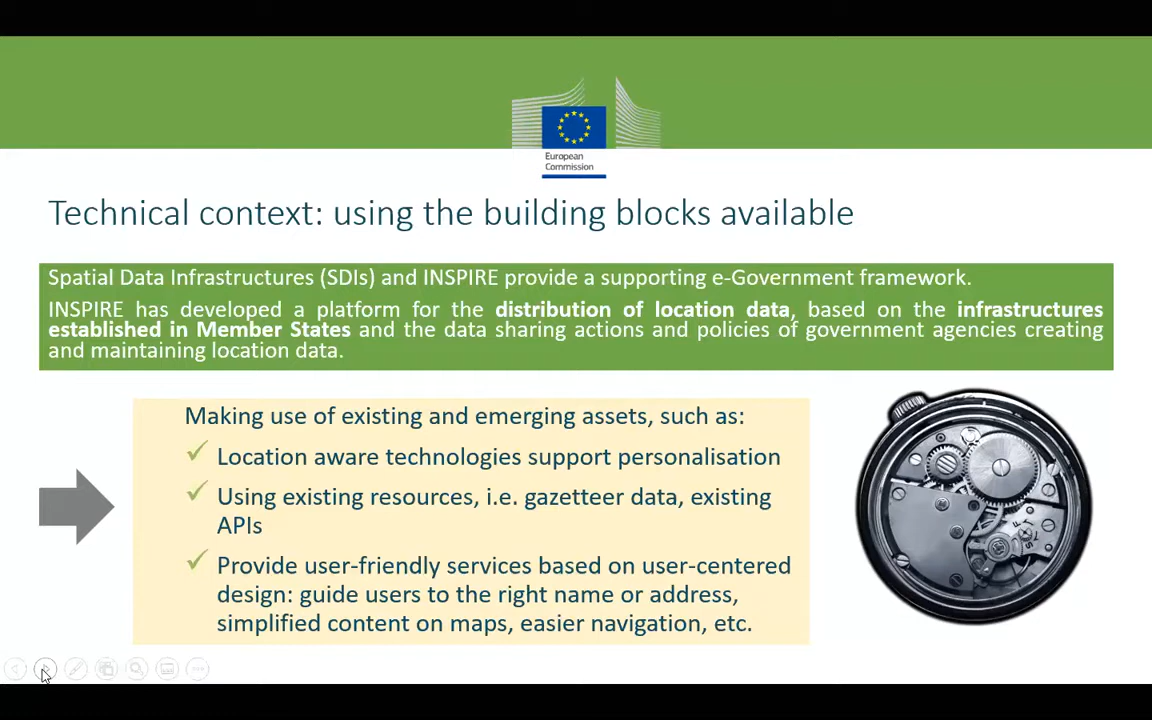 European
Commission
Technical context: using the building blocks available
Spatial Data Infrastructures (SDIs) and INSPIRE provide a supporting e-Government framework.
INSPIRE has developed a platform for the distribution of location data, based on the infrastructures
established in Member States and the data sharing actions and policies of government agencies creating
and maintaining location data.
Making use of existing and emerging assets, such as:
Location aware technologies support personalisation
Using existing resources, i.e. gazetteer data, existing
APIs
Provide user-friendly services based on user-centered
design: guide users to the right name or address,
simplified content on maps, easier navigation, etc.